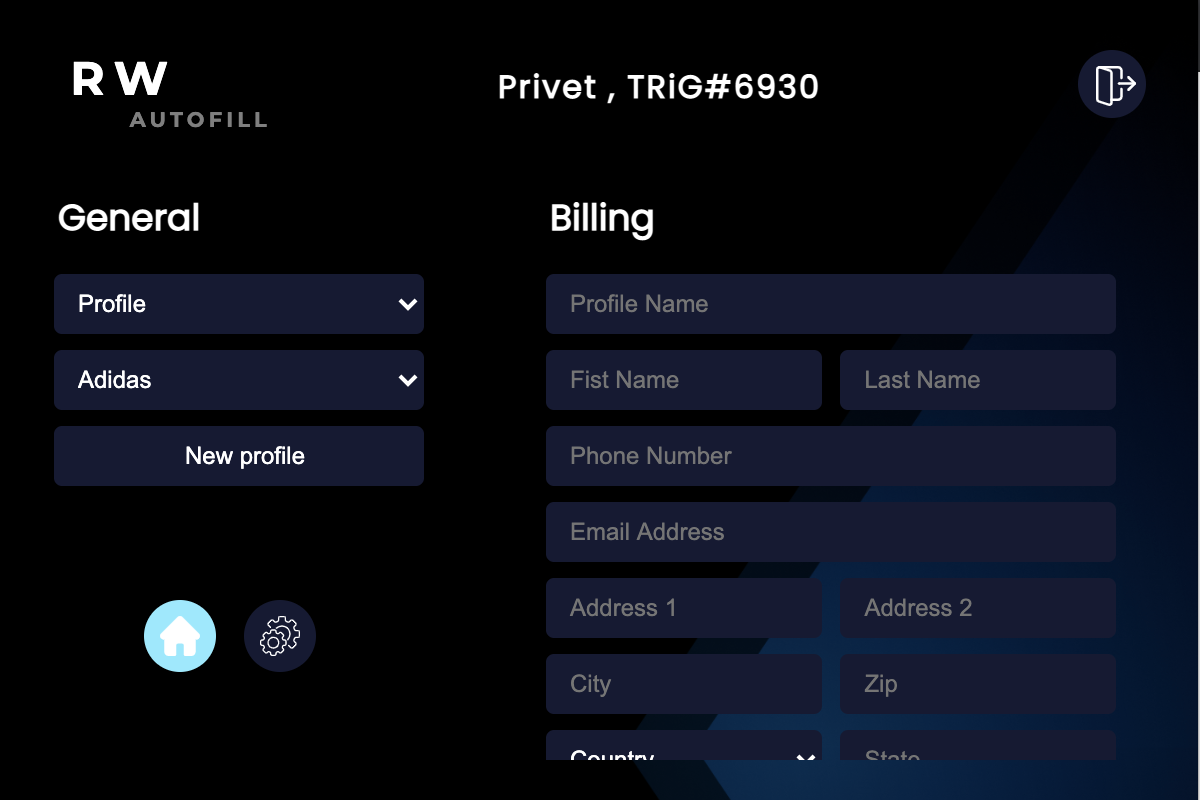 RW
AUTOFILL
Privet , TRiG#6930
General
Profile
Adidas
New profile
Billing
Profile Name
Fist Name
Last Name
Phone Number
Email Address
Address 1
Address 2
City
Zip
Country
State